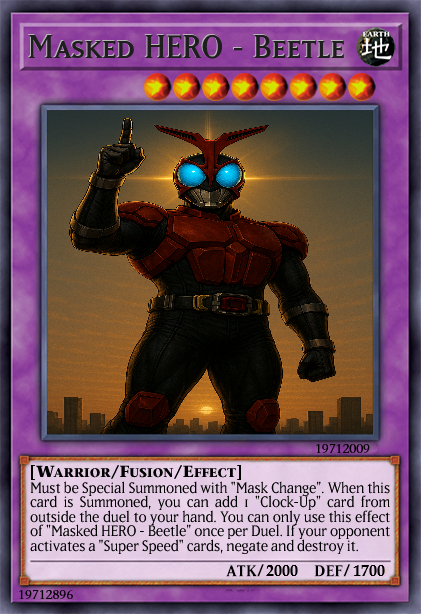 Masked HERO - Beetle
EARTH
地
19712009
[Warrior/Fusion/Effect]
Must be Special Summoned with "Mask Change". When this
card is Summoned, you can add 1 "Clock-Up" card from
outside the duel to your hand. You can only use this effect
of "Masked HERO - Beetle" once per Duel. If your opponent
activates a "Super Speed" cards, negate and destroy it.
ATK/2000 DEF/1700
19712896